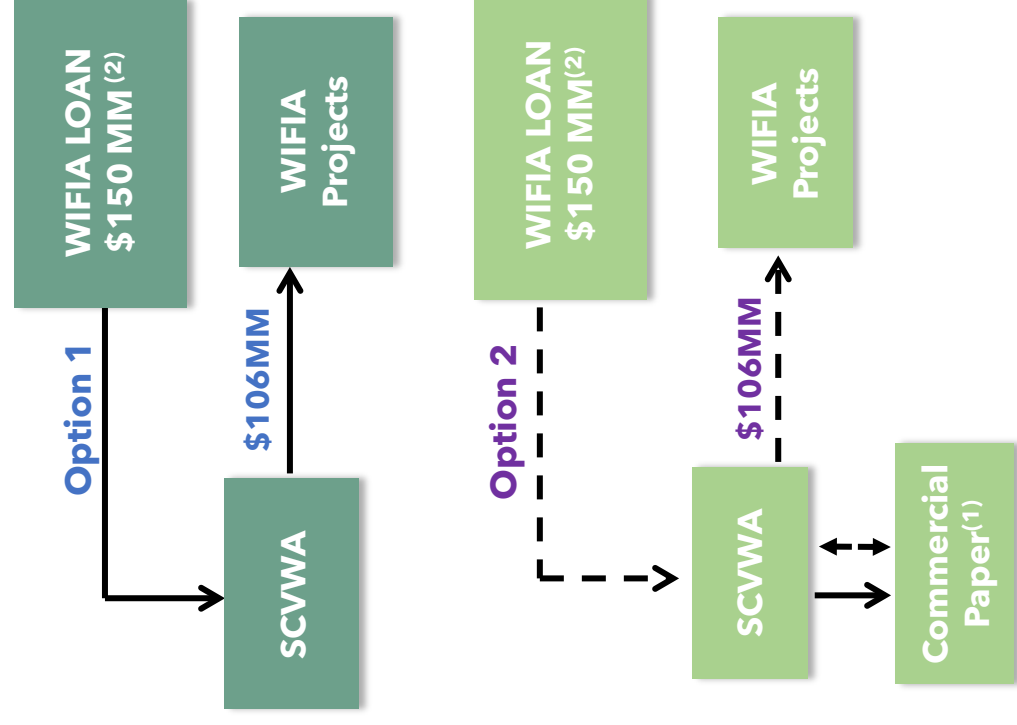 WIFIA LOAN
$150 MM (2)
Option 1
SCVWA
$106MM
WIFIA
Projects
WIFIA LOAN
$150 MM(2)
Option 2
SCVWA
$106MM
WIFIA
Projects
Commercial
Paper(1)